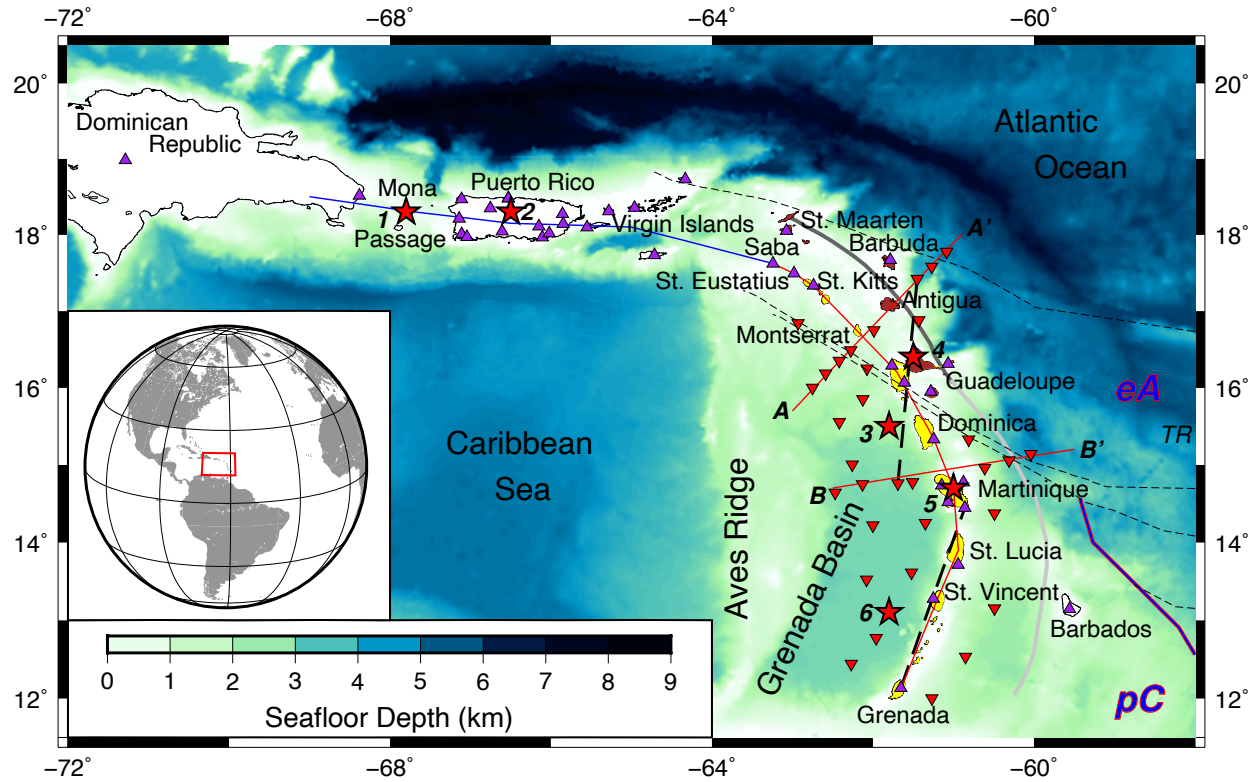 −72˚
−68˚
−64˚
−60˚
20˚
20˚
Dominican
Republic
Atlantic
Ocean
Mona
Puerto Rico
1
2
Passage
Virgin Islands
St. Maarten
A'
18˚
18˚
Saba
Barbuda
St. Eustatius
St. Kitts
Antigua
Montserrat
4
16˚
16˚
Guadeloupe
eA
A
3
Dominica
TR
Caribbean
Sea
B'
B
5
Martinique
Aves Ridge
Grenada Basin
14˚
14˚
St. Lucia
St. Vincent
6
Barbados
0 1 2 3 4 5 6 7 8 9
Seafloor Depth (km)
12˚
12˚
Grenada
pC
−72˚
−68˚
−64˚
−60˚